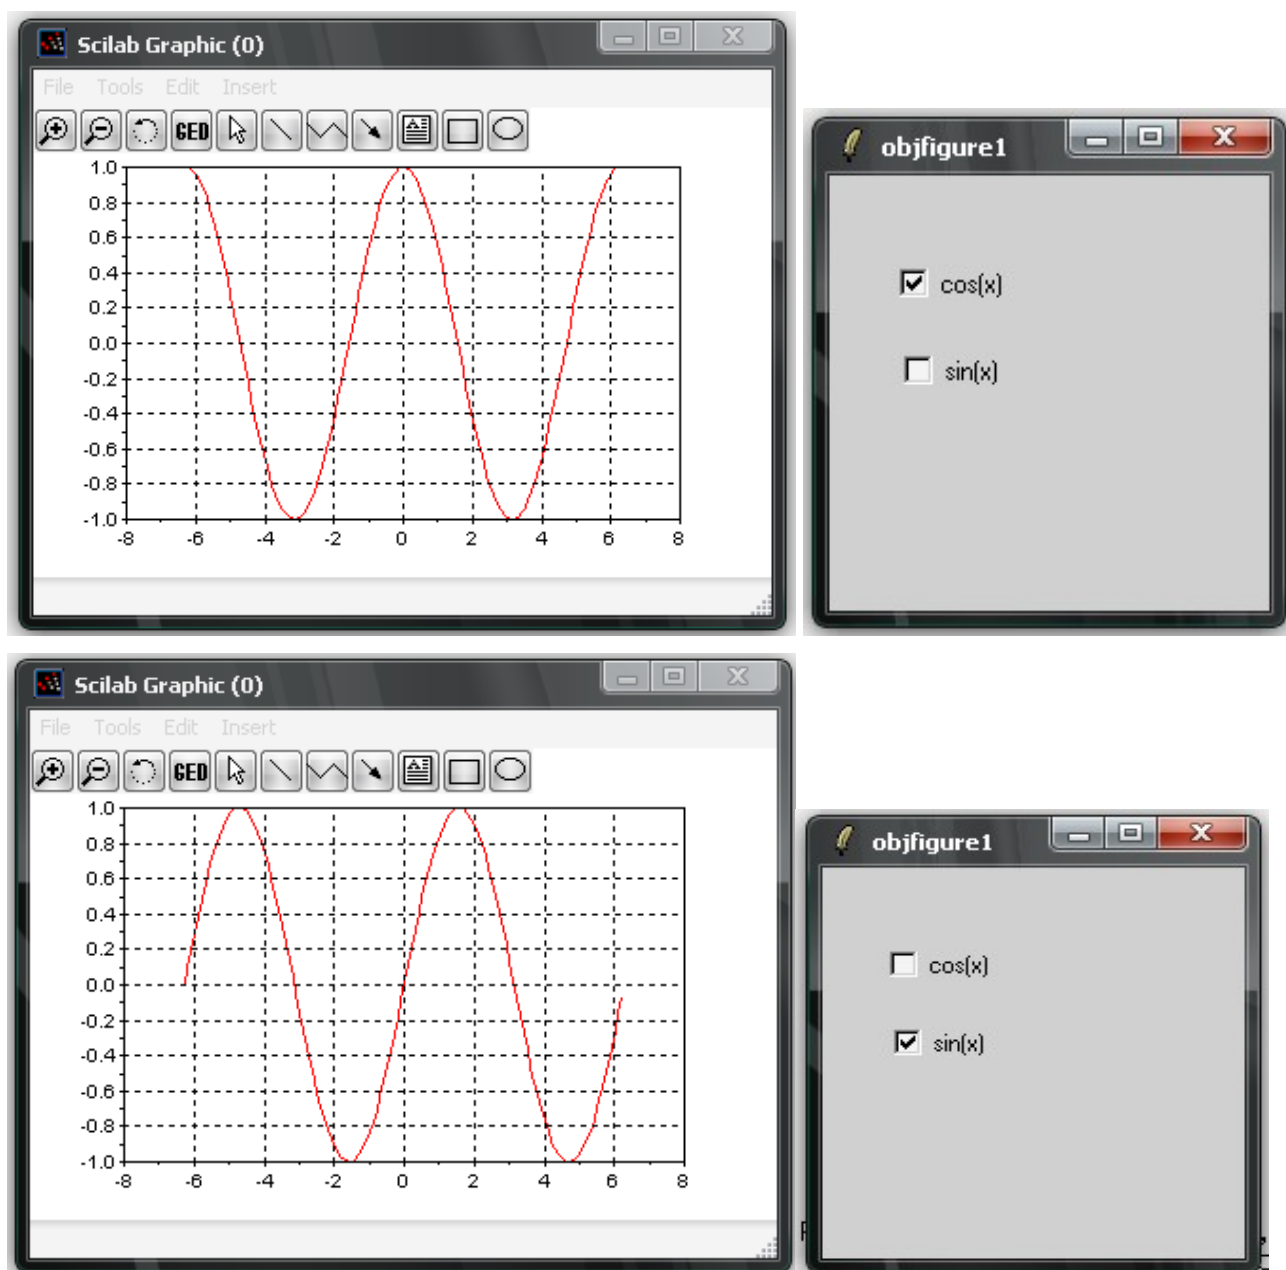 Scilab Graphic (0)
File Tools Edit Insert
GED
1.0
0.8
0.6
0.4
0.2
0.0
-0.2
-0.4
-0.6
-0.8
-1.0
-8 -6 -4 -2 0 2 4 6 8
objfigure1
cos(x)
sin(x)
Scilab Graphic (0)
File Tools Edit Insert
GED
1.0
0.8
0.6
0.4
0.2
0.0
-0.2
-0.4
-0.6
-0.8
-1.0
-8 -6 -4 -2 0 2 4 6 8
objfigure1
cos(x)
sin(x)